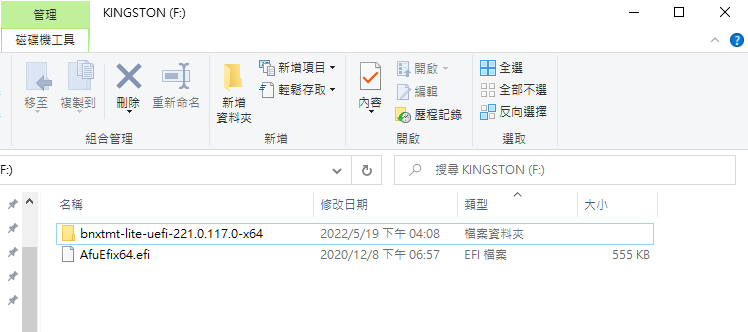 管理
KINGSTON (F:)
磁碟機工具
移至
複製到
刪除
重新命名
組合管理
新增
資料夾
新增項目
輕鬆存取
新增
內容
開啟
編輯
歷程記錄
開啟
全選
全部不選
反向選擇
選取
F:)
搜尋 KINGSTON (F:)
名稱 修改日期 類型 大小
bnxtmt-lite-uefi-221.0.117.0-x64 2022/5/19 下午 04:08 檔案資料夾
AfuEfix64.efi 2020/12/8 下午 06:57 EFI 檔案 555 KB